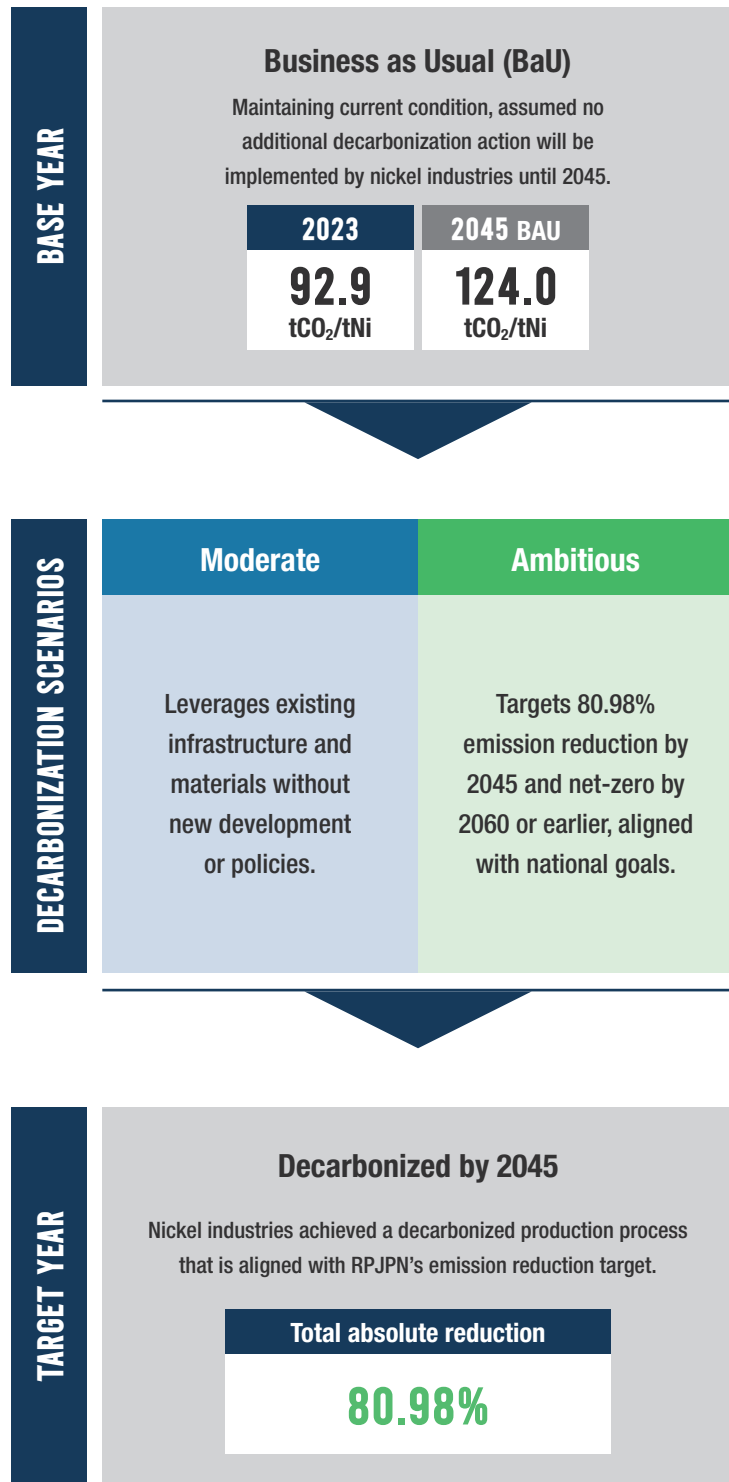 BASE YEAR
Business as Usual (BaU)
Maintaining current condition, assumed no
additional decarbonization action will be
implemented by nickel industries until 2045.
2023
92.9
tCO₂/tNi
2045 BAU
124.0
tCO₂/tNi
DECARBONIZATION SCENARIOS
Moderate
Leverages existing
infrastructure and
materials without
new development
or policies.
Ambitious
Targets 80.98%
emission reduction by
2045 and net-zero by
2060 or earlier, aligned
with national goals.
TARGET YEAR
Decarbonized by 2045
Nickel industries achieved a decarbonized production process
that is aligned with RPJPN’s emission reduction target.
Total absolute reduction
80.98%